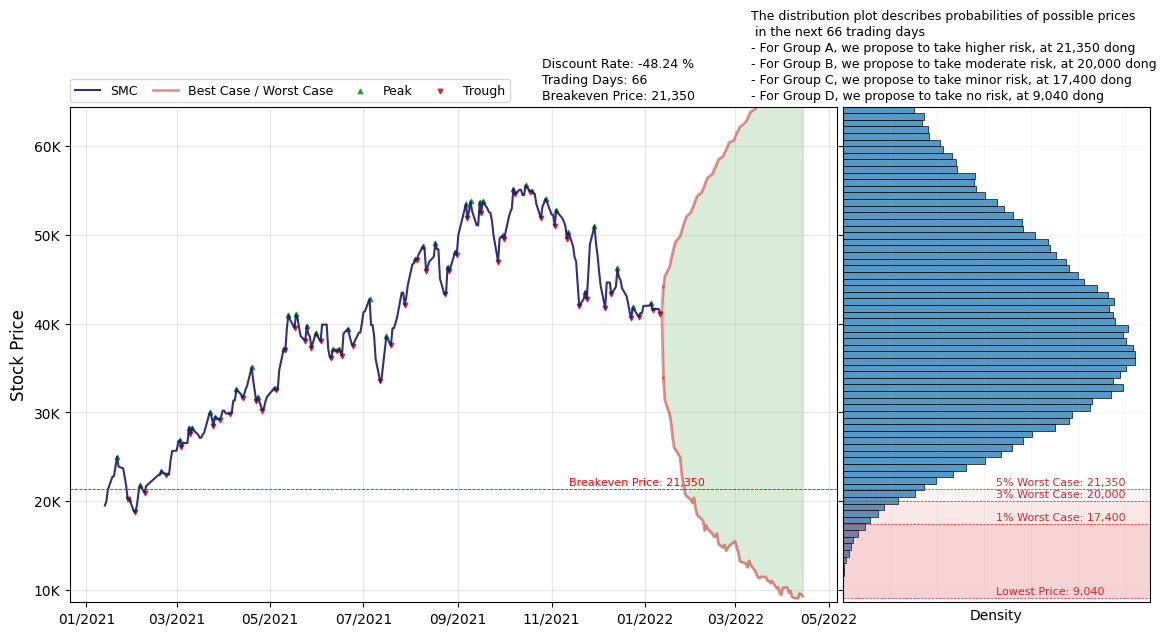 The distribution plot describes probabilities of possible prices
in the next 66 trading days
- For Group A, we propose to take higher risk, at 21,350 dong
- For Group B, we propose to take moderate risk, at 20,000 dong
- For Group C, we propose to take minor risk, at 17,400 dong
- For Group D, we propose to take no risk, at 9,040 dong
Discount Rate: -48.24 %
Trading Days: 66
Breakeven Price: 21,350
SMC
Best Case / Worst Case
Peak
Trough
Stock Price
60K
50K
40K
30K
20K
10K
Breakeven Price: 21,350
5% Worst Case: 21,350
3% Worst Case: 20,000
1% Worst Case: 17,400
Lowest Price: 9,040
01/2021
03/2021
05/2021
07/2021
09/2021
11/2021
01/2022
03/2022
05/2022
Density